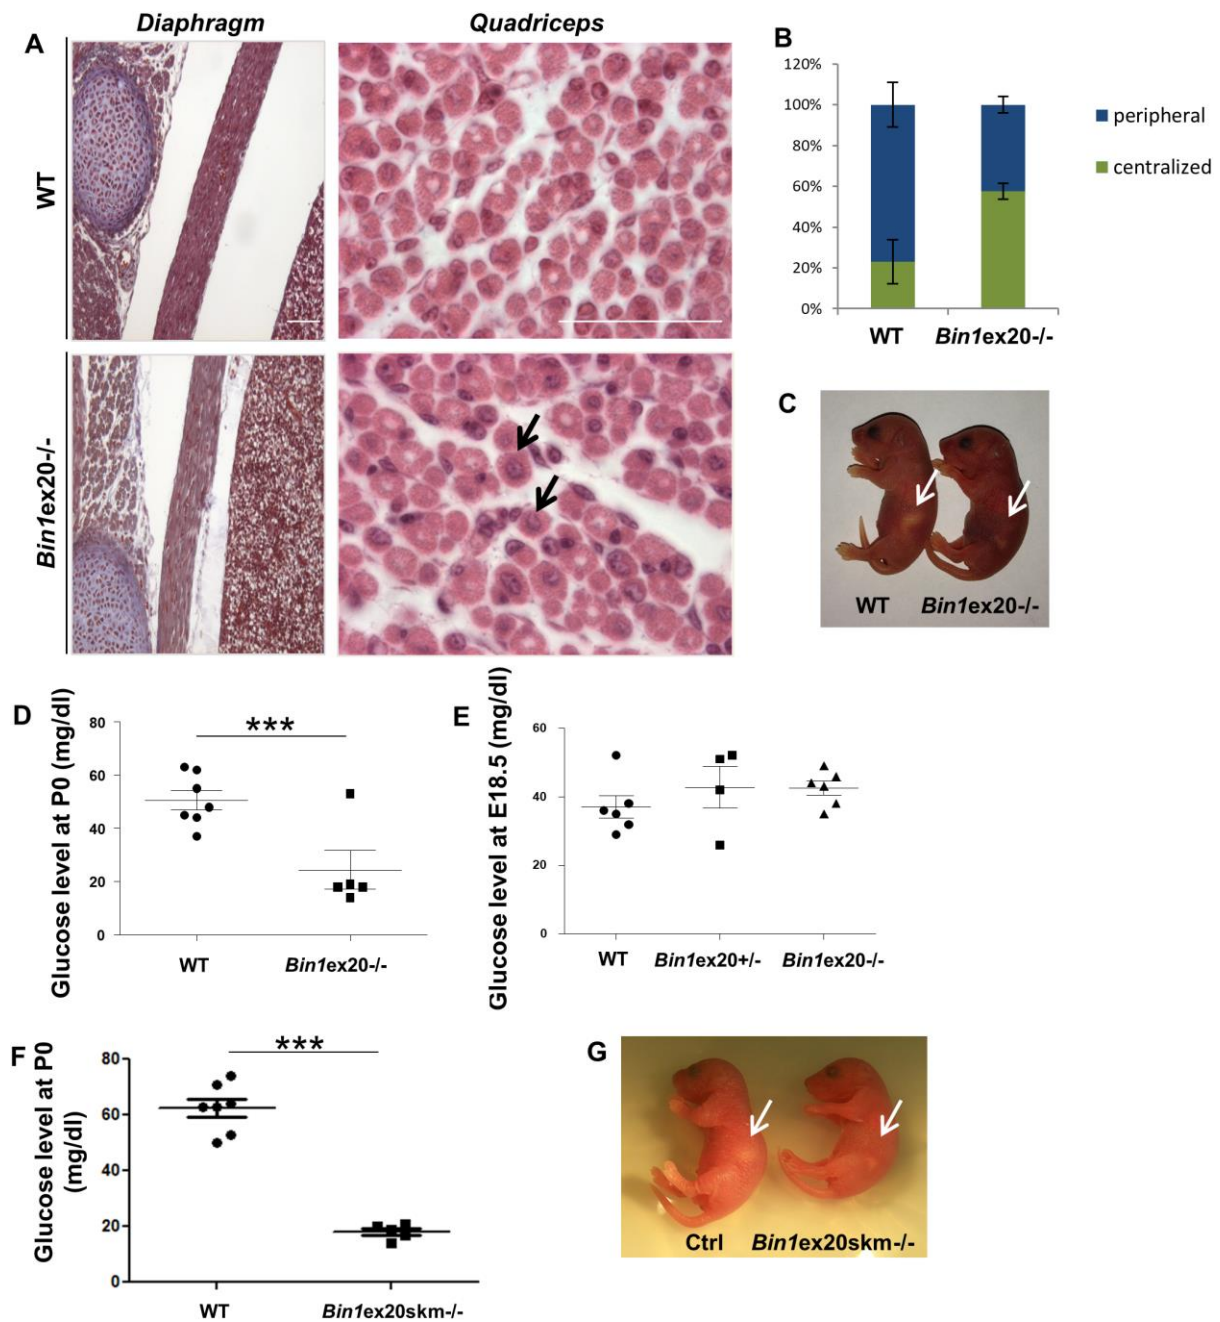 A
Diaphragm
Quadriceps
WT
Bin1ex20-/-
B
120%
100%
80%
60%
40%
20%
0%
WT
Bin1ex20-/-
peripheral
centralized
C
WT
Bin1ex20-/-
D
Glucose level at P0 (mg/dl)
80
60
40
20
0
***
WT
Bin1ex20-/-
E
Glucose level at E18.5 (mg/dl)
60
40
20
0
WT
Bin1ex20+/-
Bin1ex20-/-
F
Glucose level at P0
(mg/dl)
80
60
40
20
0
***
WT
Bin1ex20skm-/-
G
Ctrl
Bin1ex20skm-/-